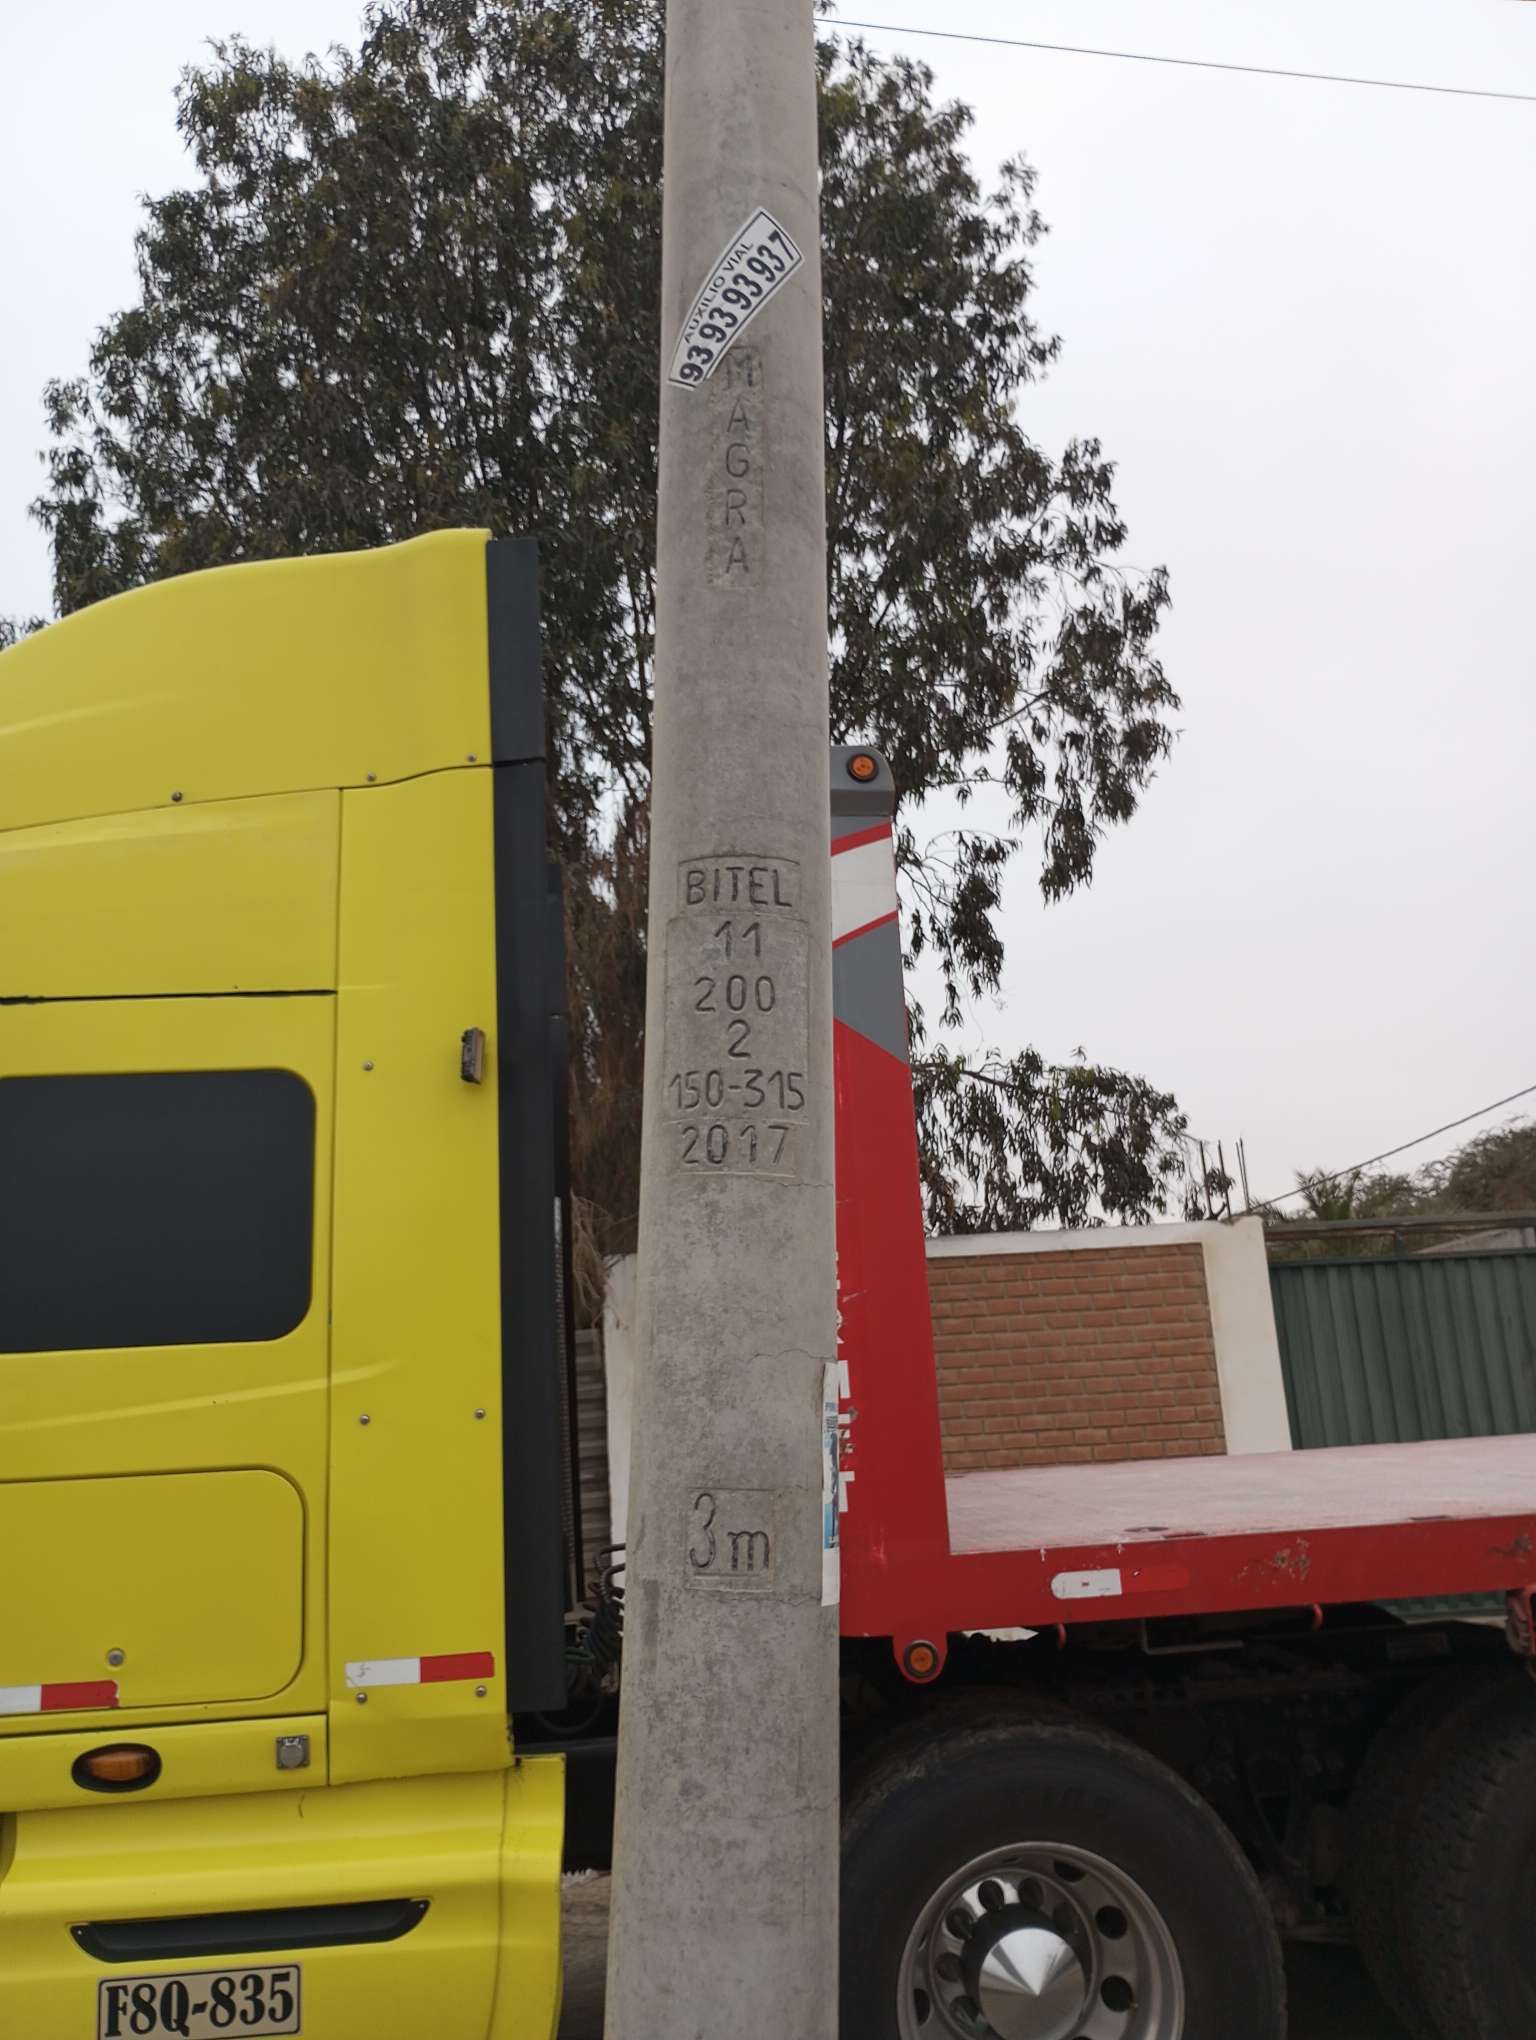 AUXILIO VIAL
93 93 93 937
MAGRA
BITEL
11
200
2
150-315
2017
3m
F8Q-835